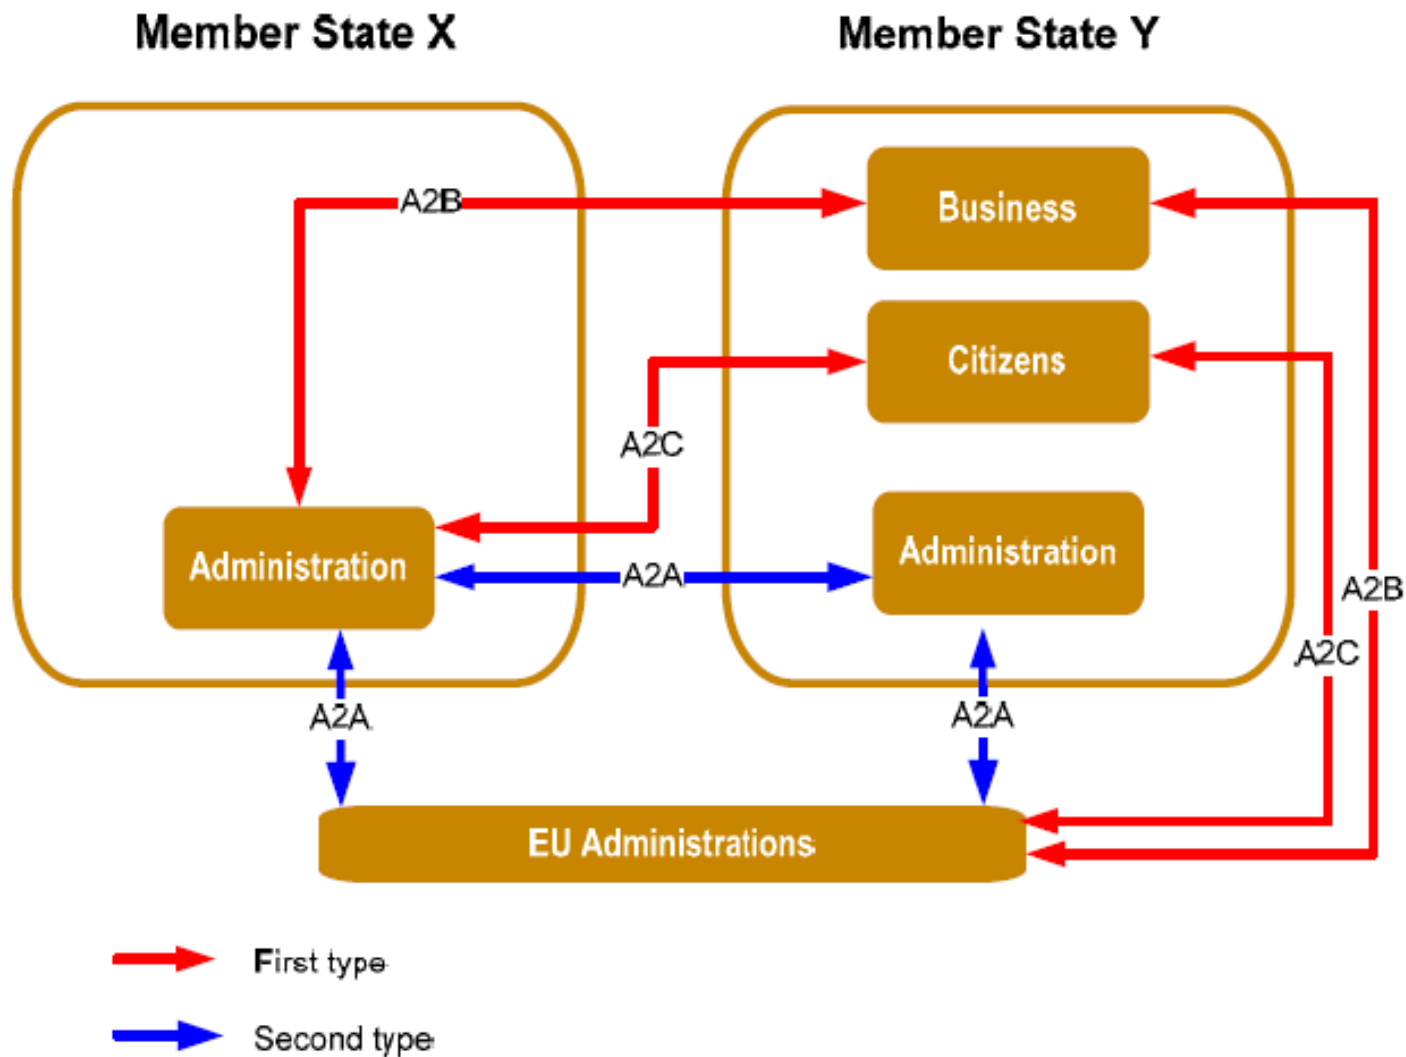 Member State X
Member State Y
A2B
Business
Citizens
A2C
Administration
Administration
A2A
A2B
A2C
A2A
A2A
EU Administrations
First type
Second type